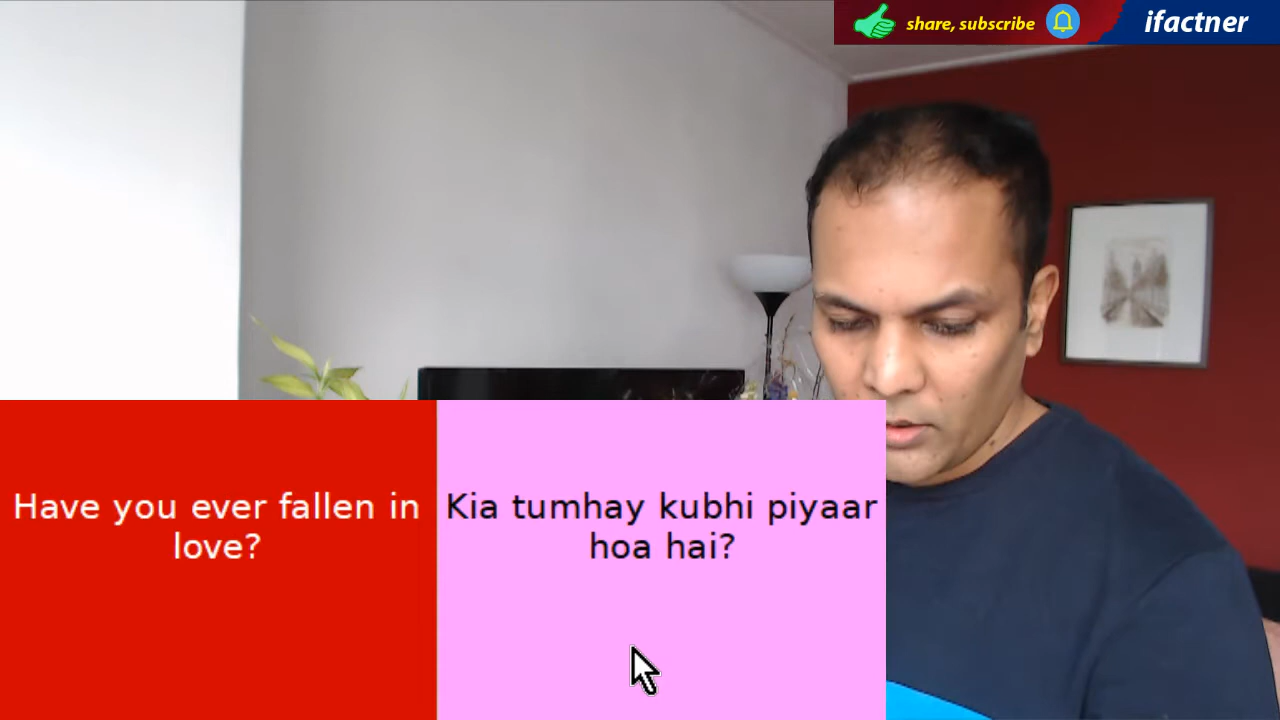 share, subscribe
ifactner
Have you ever fallen in
love?
Kia tumhay kubhi piyaar
hoa hai?